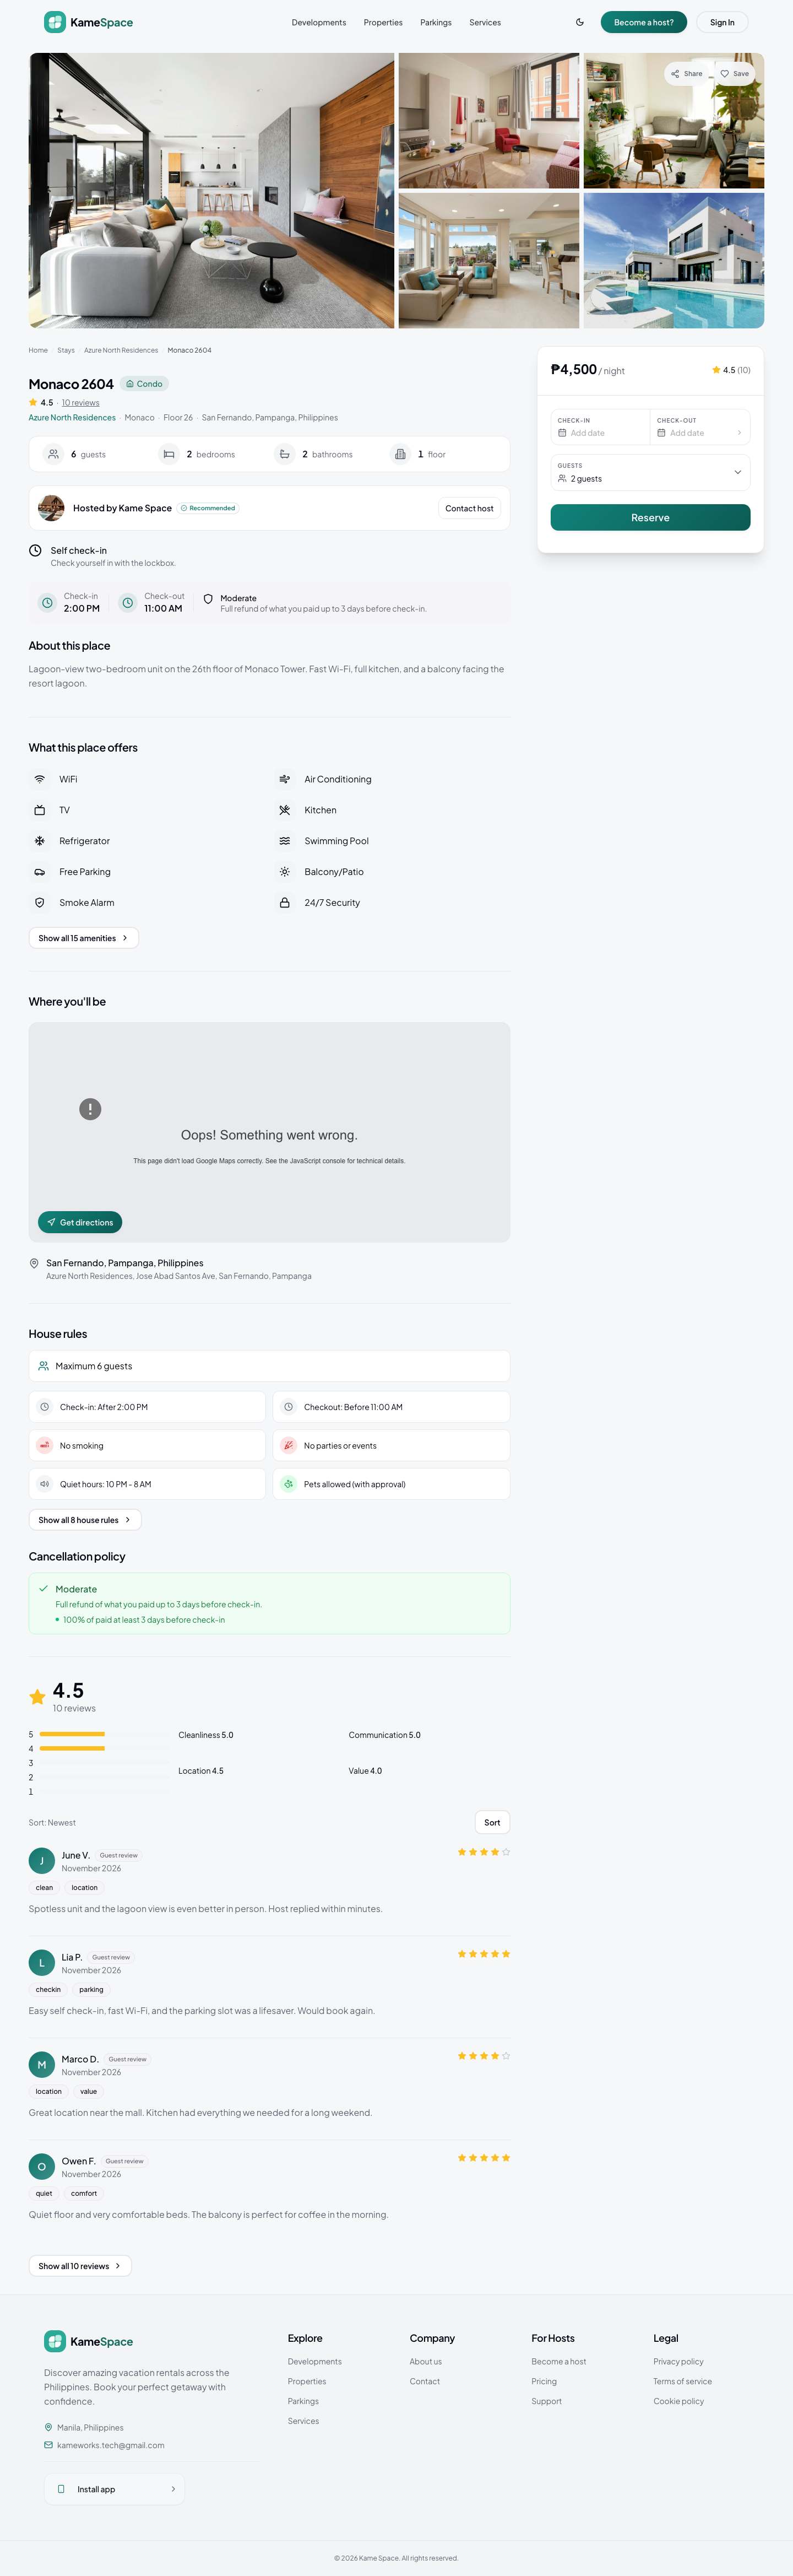 KameSpace
Developments Properties Parkings Services
Become a host? Sign In
Share Save
Home Stays Azure North Residences Monaco 2604
Monaco 2604 Condo
4.5 · 10 reviews
Azure North Residences · Monaco · Floor 26 · San Fernando, Pampanga, Philippines
6 guests 2 bedrooms 2 bathrooms 1 floor
Hosted by Kame Space Recommended
Contact host
Self check-in
Check yourself in with the lockbox.
Check-in
2:00 PM
Check-out
11:00 AM
Moderate
Full refund of what you paid up to 3 days before check-in.
₱4,500 / night
4.5 (10)
CHECK-IN
Add date
CHECK-OUT
Add date
GUESTS
2 guests
Reserve
About this place
Lagoon-view two-bedroom unit on the 26th floor of Monaco Tower. Fast Wi-Fi, full kitchen, and a balcony facing the
resort lagoon.
What this place offers
WiFi Air Conditioning
TV Kitchen
Refrigerator Swimming Pool
Free Parking Balcony/Patio
Smoke Alarm 24/7 Security
Show all 15 amenities
Where you'll be
Oops! Something went wrong.
This page didn't load Google Maps correctly. See the JavaScript console for technical details.
Get directions
San Fernando, Pampanga, Philippines
Azure North Residences, Jose Abad Santos Ave, San Fernando, Pampanga
House rules
Maximum 6 guests
Check-in: After 2:00 PM Checkout: Before 11:00 AM
No smoking No parties or events
Quiet hours: 10 PM - 8 AM Pets allowed (with approval)
Show all 8 house rules
Cancellation policy
Moderate
Full refund of what you paid up to 3 days before check-in.
100% of paid at least 3 days before check-in
4.5
10 reviews
5
4
3
2
1
Cleanliness 5.0 Communication 5.0
Location 4.5 Value 4.0
Sort: Newest Sort
J
June V. Guest review
November 2026
clean location
Spotless unit and the lagoon view is even better in person. Host replied within minutes.
L
Lia P. Guest review
November 2026
checkin parking
Easy self check-in, fast Wi-Fi, and the parking slot was a lifesaver. Would book again.
M
Marco D. Guest review
November 2026
location value
Great location near the mall. Kitchen had everything we needed for a long weekend.
O
Owen F. Guest review
November 2026
quiet comfort
Quiet floor and very comfortable beds. The balcony is perfect for coffee in the morning.
Show all 10 reviews
KameSpace
Discover amazing vacation rentals across the
Philippines. Book your perfect getaway with
confidence.
Manila, Philippines
kameworks.tech@gmail.com
Install app
Explore
Developments
Properties
Parkings
Services
Company
About us
Contact
For Hosts
Become a host
Pricing
Support
Legal
Privacy policy
Terms of service
Cookie policy
© 2026 Kame Space. All rights reserved.